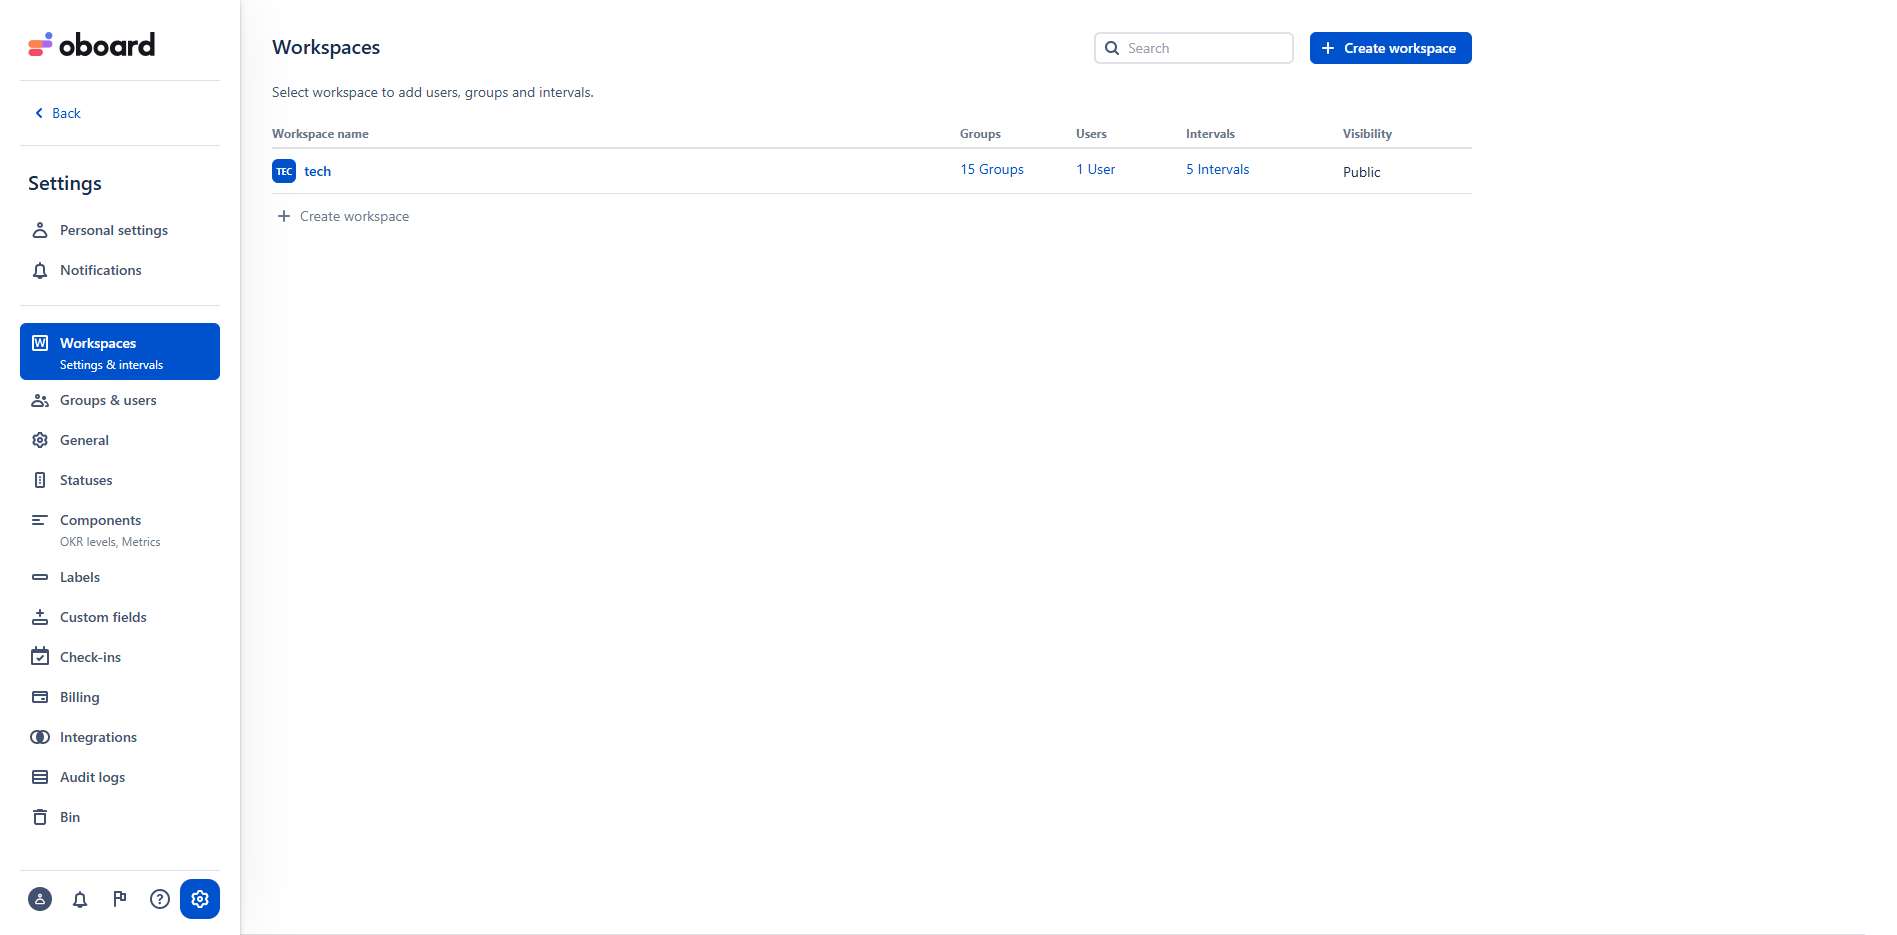 oboard
Back
Settings
Personal settings
Notifications
W Workspaces
Settings & intervals
Groups & users
General
Statuses
Components
OKR levels, Metrics
Labels
Custom fields
Check-ins
Billing
Integrations
Audit logs
Bin
Workspaces
Search
Create workspace
Select workspace to add users, groups and intervals.
Workspace name Groups Users Intervals Visibility
TEC tech 15 Groups 1 User 5 Intervals Public
Create workspace